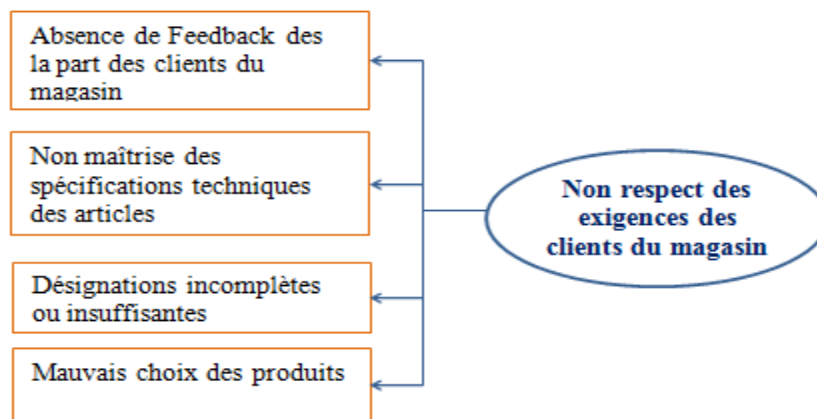 Absence de Feedback des
la part des clients du
magasin
Non maîtrise des
spécifications techniques
des articles
Désignations incomplètes
ou insuffisantes
Mauvais choix des produits
Non respect des
exigences des
clients du magasin